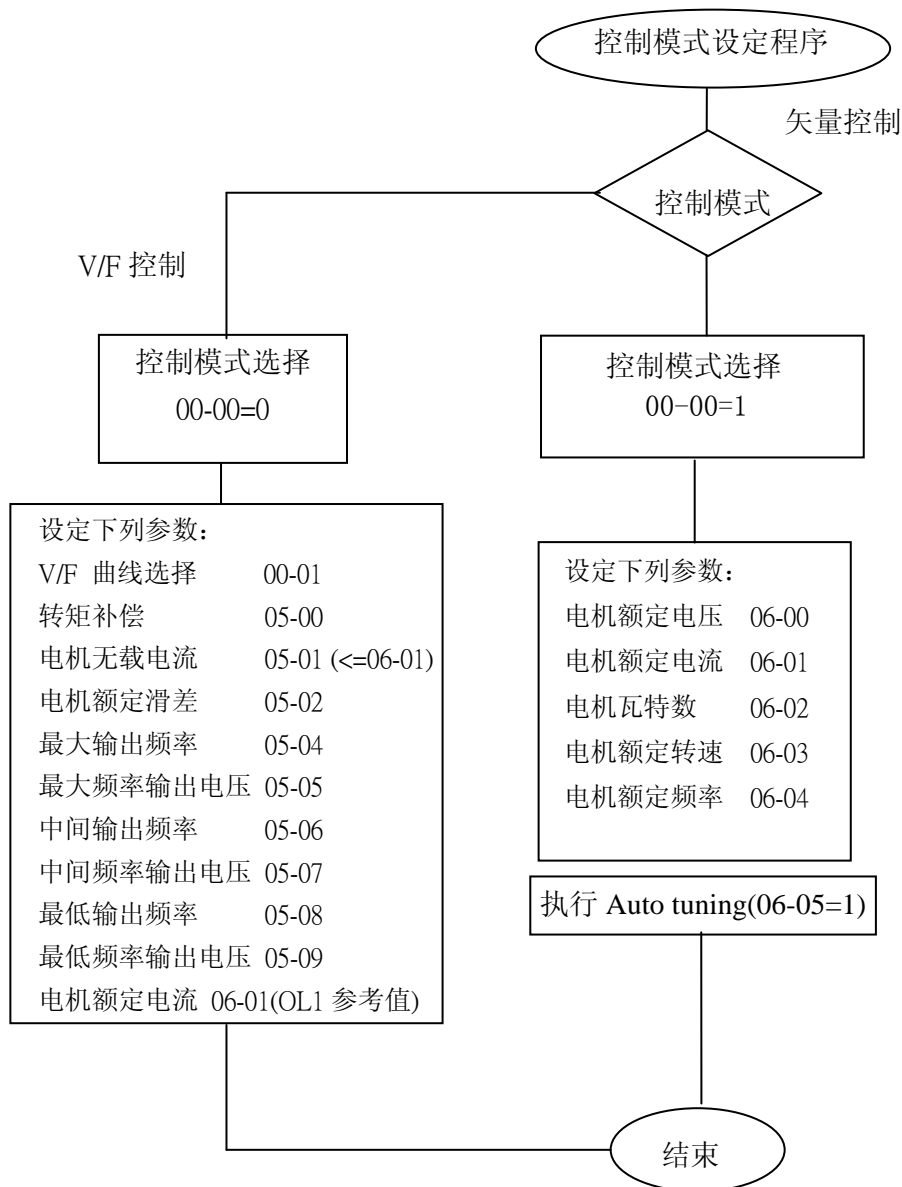 控制模式设定程序
矢量控制
控制模式
V/F 控制
控制模式选择
00-00=0
控制模式选择
00-00=1
设定下列参数：
V/F 曲线选择 00-01
转矩补偿 05-00
电机无载电流 05-01 (<=06-01)
电机额定滑差 05-02
最大输出频率 05-04
最大频率输出电压 05-05
中间输出频率 05-06
中间频率输出电压 05-07
最低输出频率 05-08
最低频率输出电压 05-09
电机额定电流 06-01(OL1 参考值)
设定下列参数：
电机额定电压 06-00
电机额定电流 06-01
电机瓦特数 06-02
电机额定转速 06-03
电机额定频率 06-04
执行 Auto tuning(06-05=1)
结束